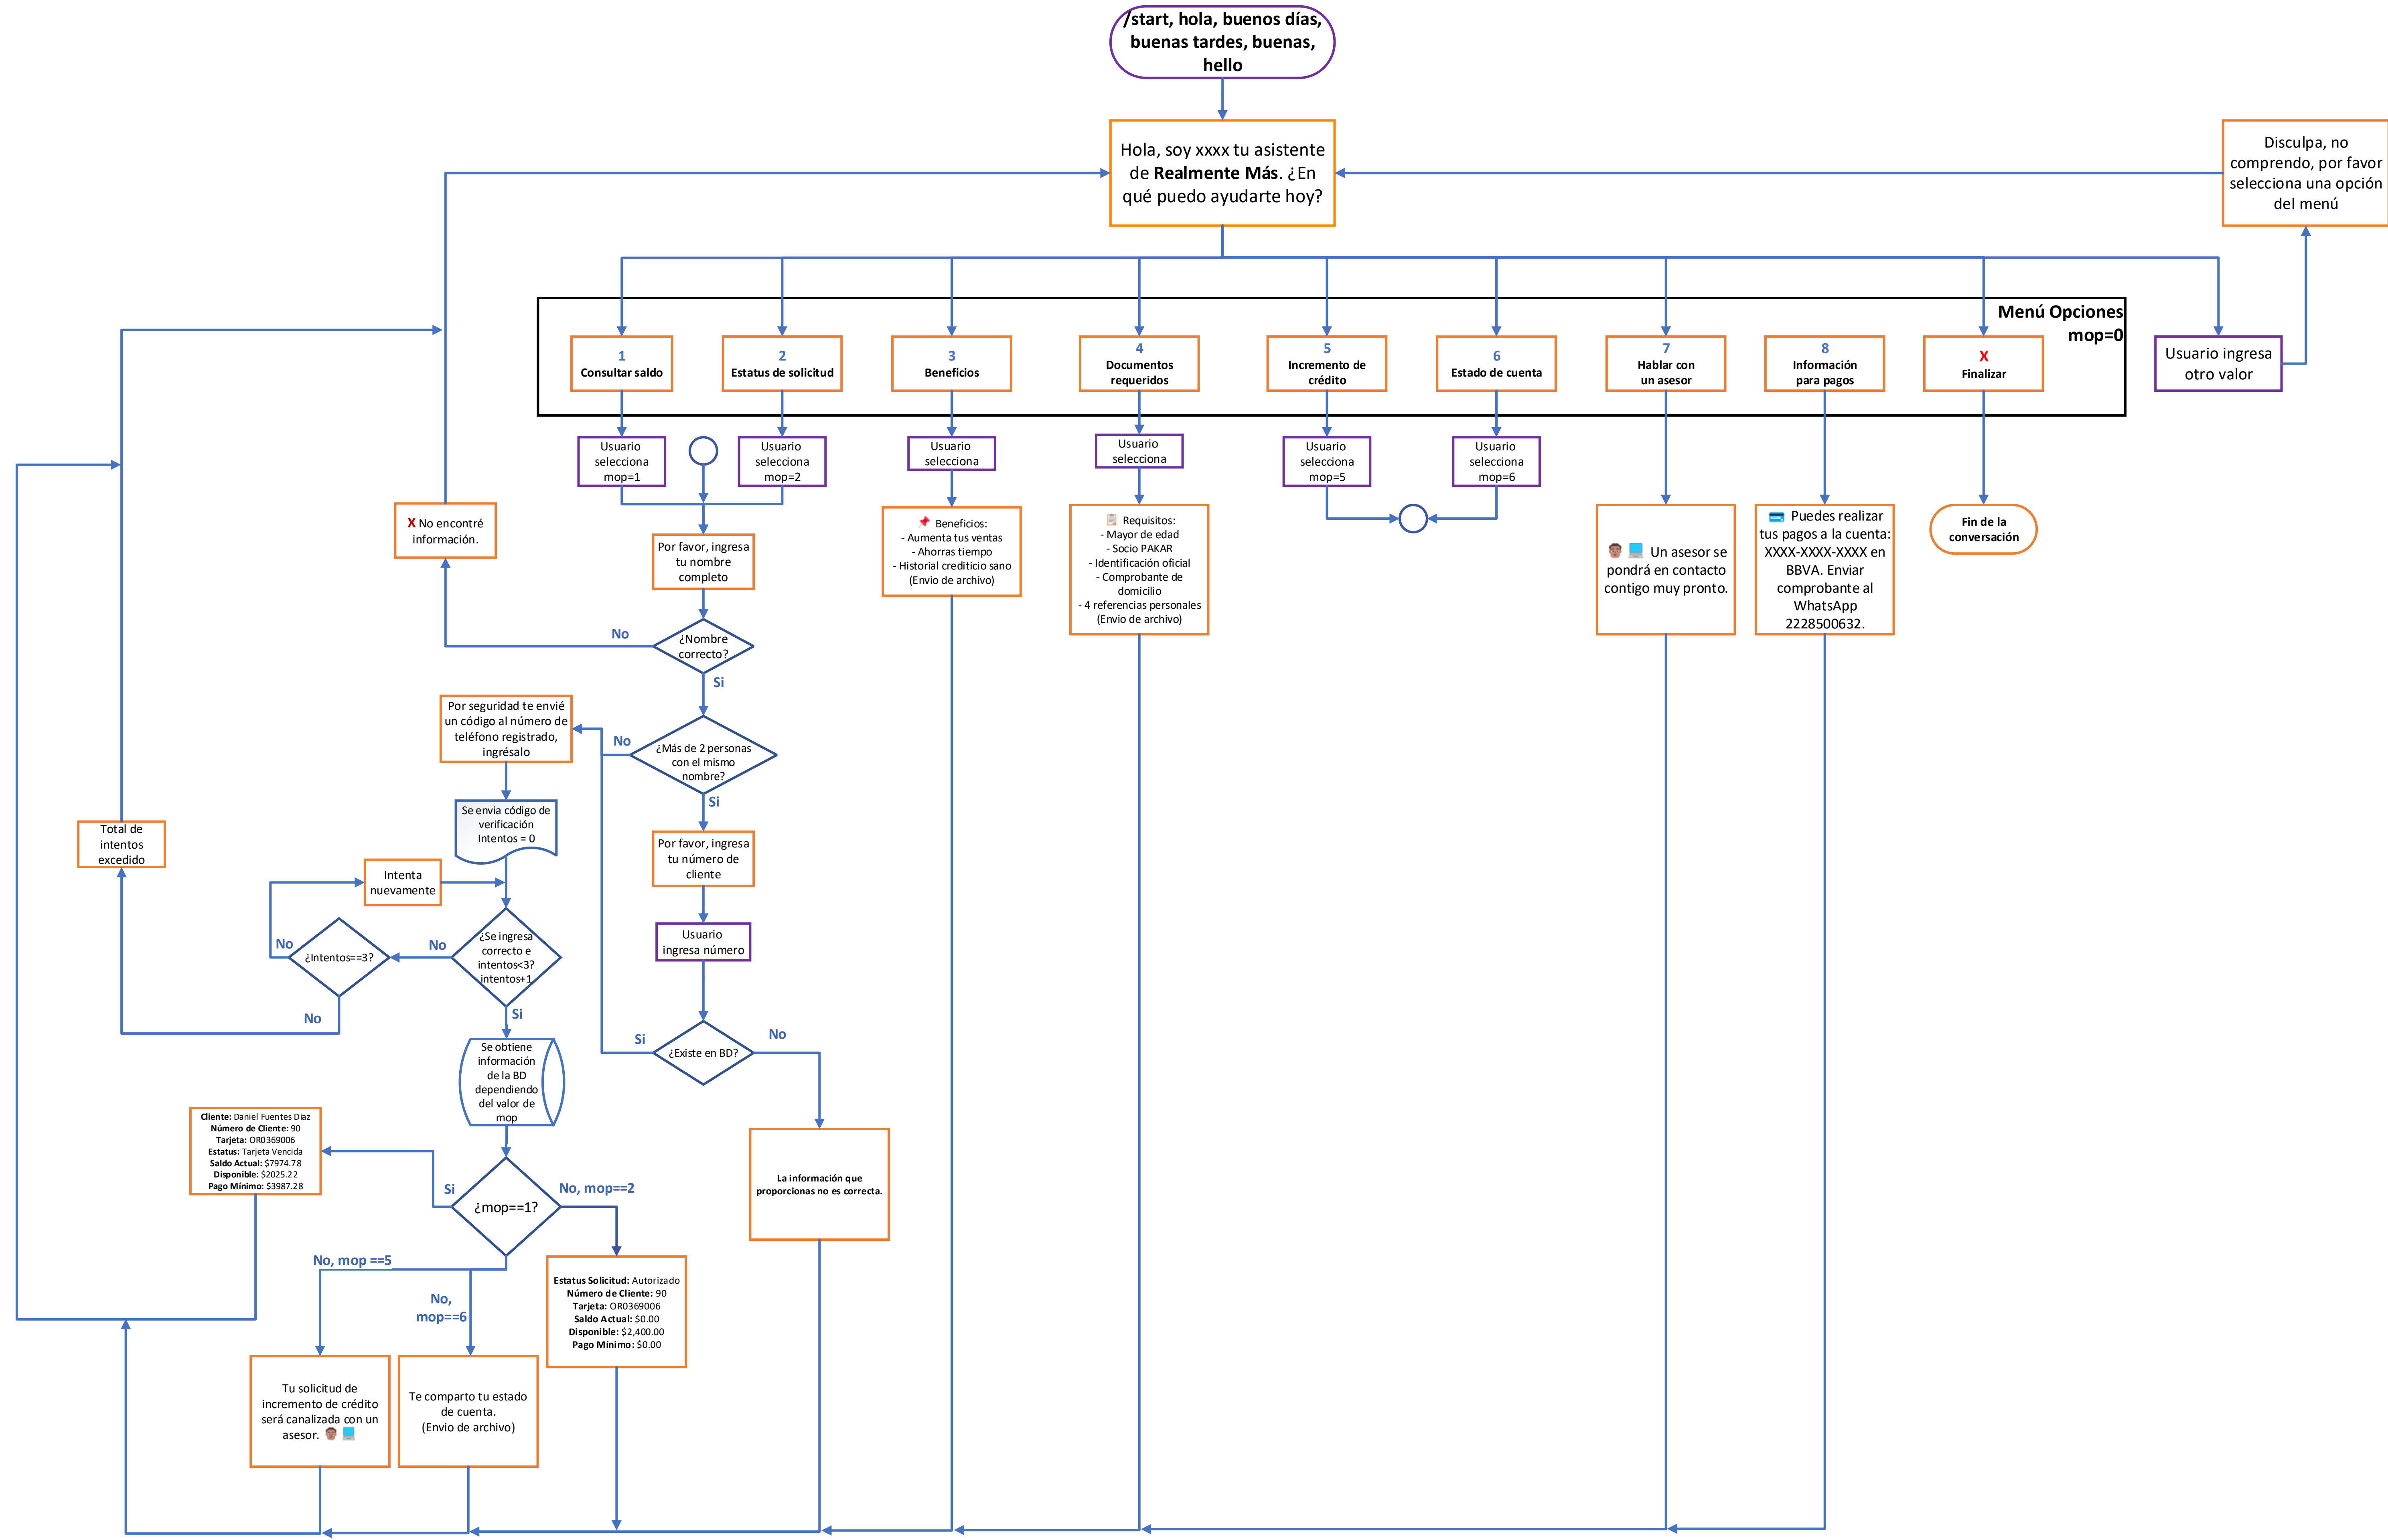 /start, hola, buenos días,
buenas tardes, buenas,
hello
Hola, soy xxxx tu asistente
de Realmente Más. ¿En
qué puedo ayudarte hoy?
Disculpa, no
comprendo, por favor
selecciona una opción
del menú
Menú Opciones
mop=0
1
Consultar saldo
2
Estatus de solicitud
3
Beneficios
4
Documentos
requeridos
5
Incremento de
crédito
6
Estado de cuenta
7
Hablar con
un asesor
8
Información
para pagos
X
Finalizar
Usuario ingresa
otro valor
Usuario
selecciona
mop=1
Usuario
selecciona
mop=2
Usuario
selecciona
Usuario
selecciona
Usuario
selecciona
mop=5
Usuario
selecciona
mop=6
X No encontré
información.
Por favor, ingresa
tu nombre
completo
Beneficios:
- Aumenta tus ventas
- Ahorras tiempo
- Historial crediticio sano
(Envio de archivo)
Requisitos:
- Mayor de edad
- Socio PAKAR
- Identificación oficial
- Comprobante de
domicilio
- 4 referencias personales
(Envio de archivo)
Un asesor se
pondrá en contacto
contigo muy pronto.
Puedes realizar
tus pagos a la cuenta:
XXXX-XXXX-XXXX en
BBVA. Enviar
comprobante al
WhatsApp
2228500632.
Fin de la
conversación
No
¿Nombre
correcto?
Si
Por seguridad te envié
un código al número de
teléfono registrado,
ingrésalo
No
¿Más de 2 personas
con el mismo
nombre?
Si
Se envia código de
verificación
Intentos = 0
Total de
intentos
excedido
Por favor, ingresa
tu número de
cliente
Intenta
nuevamente
Usuario
ingresa número
No
¿Intentos==3?
No
¿Se ingresa
correcto e
intentos<3?
intentos+1
No
Si
Si
¿Existe en BD?
No
Se obtiene
información
de la BD
dependiendo
del valor de
mop
Cliente: Daniel Fuentes Díaz
Número de Cliente: 90
Tarjeta: OR0369006
Estatus: Tarjeta Vencida
Saldo Actual: $7974.78
Disponible: $2025.22
Pago Mínimo: $3987.28
Si
¿mop==1?
No, mop==2
La información que
proporcionas no es correcta.
No, mop ==5
No,
mop==6
Estatus Solicitud: Autorizado
Número de Cliente: 90
Tarjeta: OR0369006
Saldo Actual: $0.00
Disponible: $2,400.00
Pago Mínimo: $0.00
Tu solicitud de
incremento de crédito
será canalizada con un
asesor.
Te comparto tu estado
de cuenta.
(Envio de archivo)